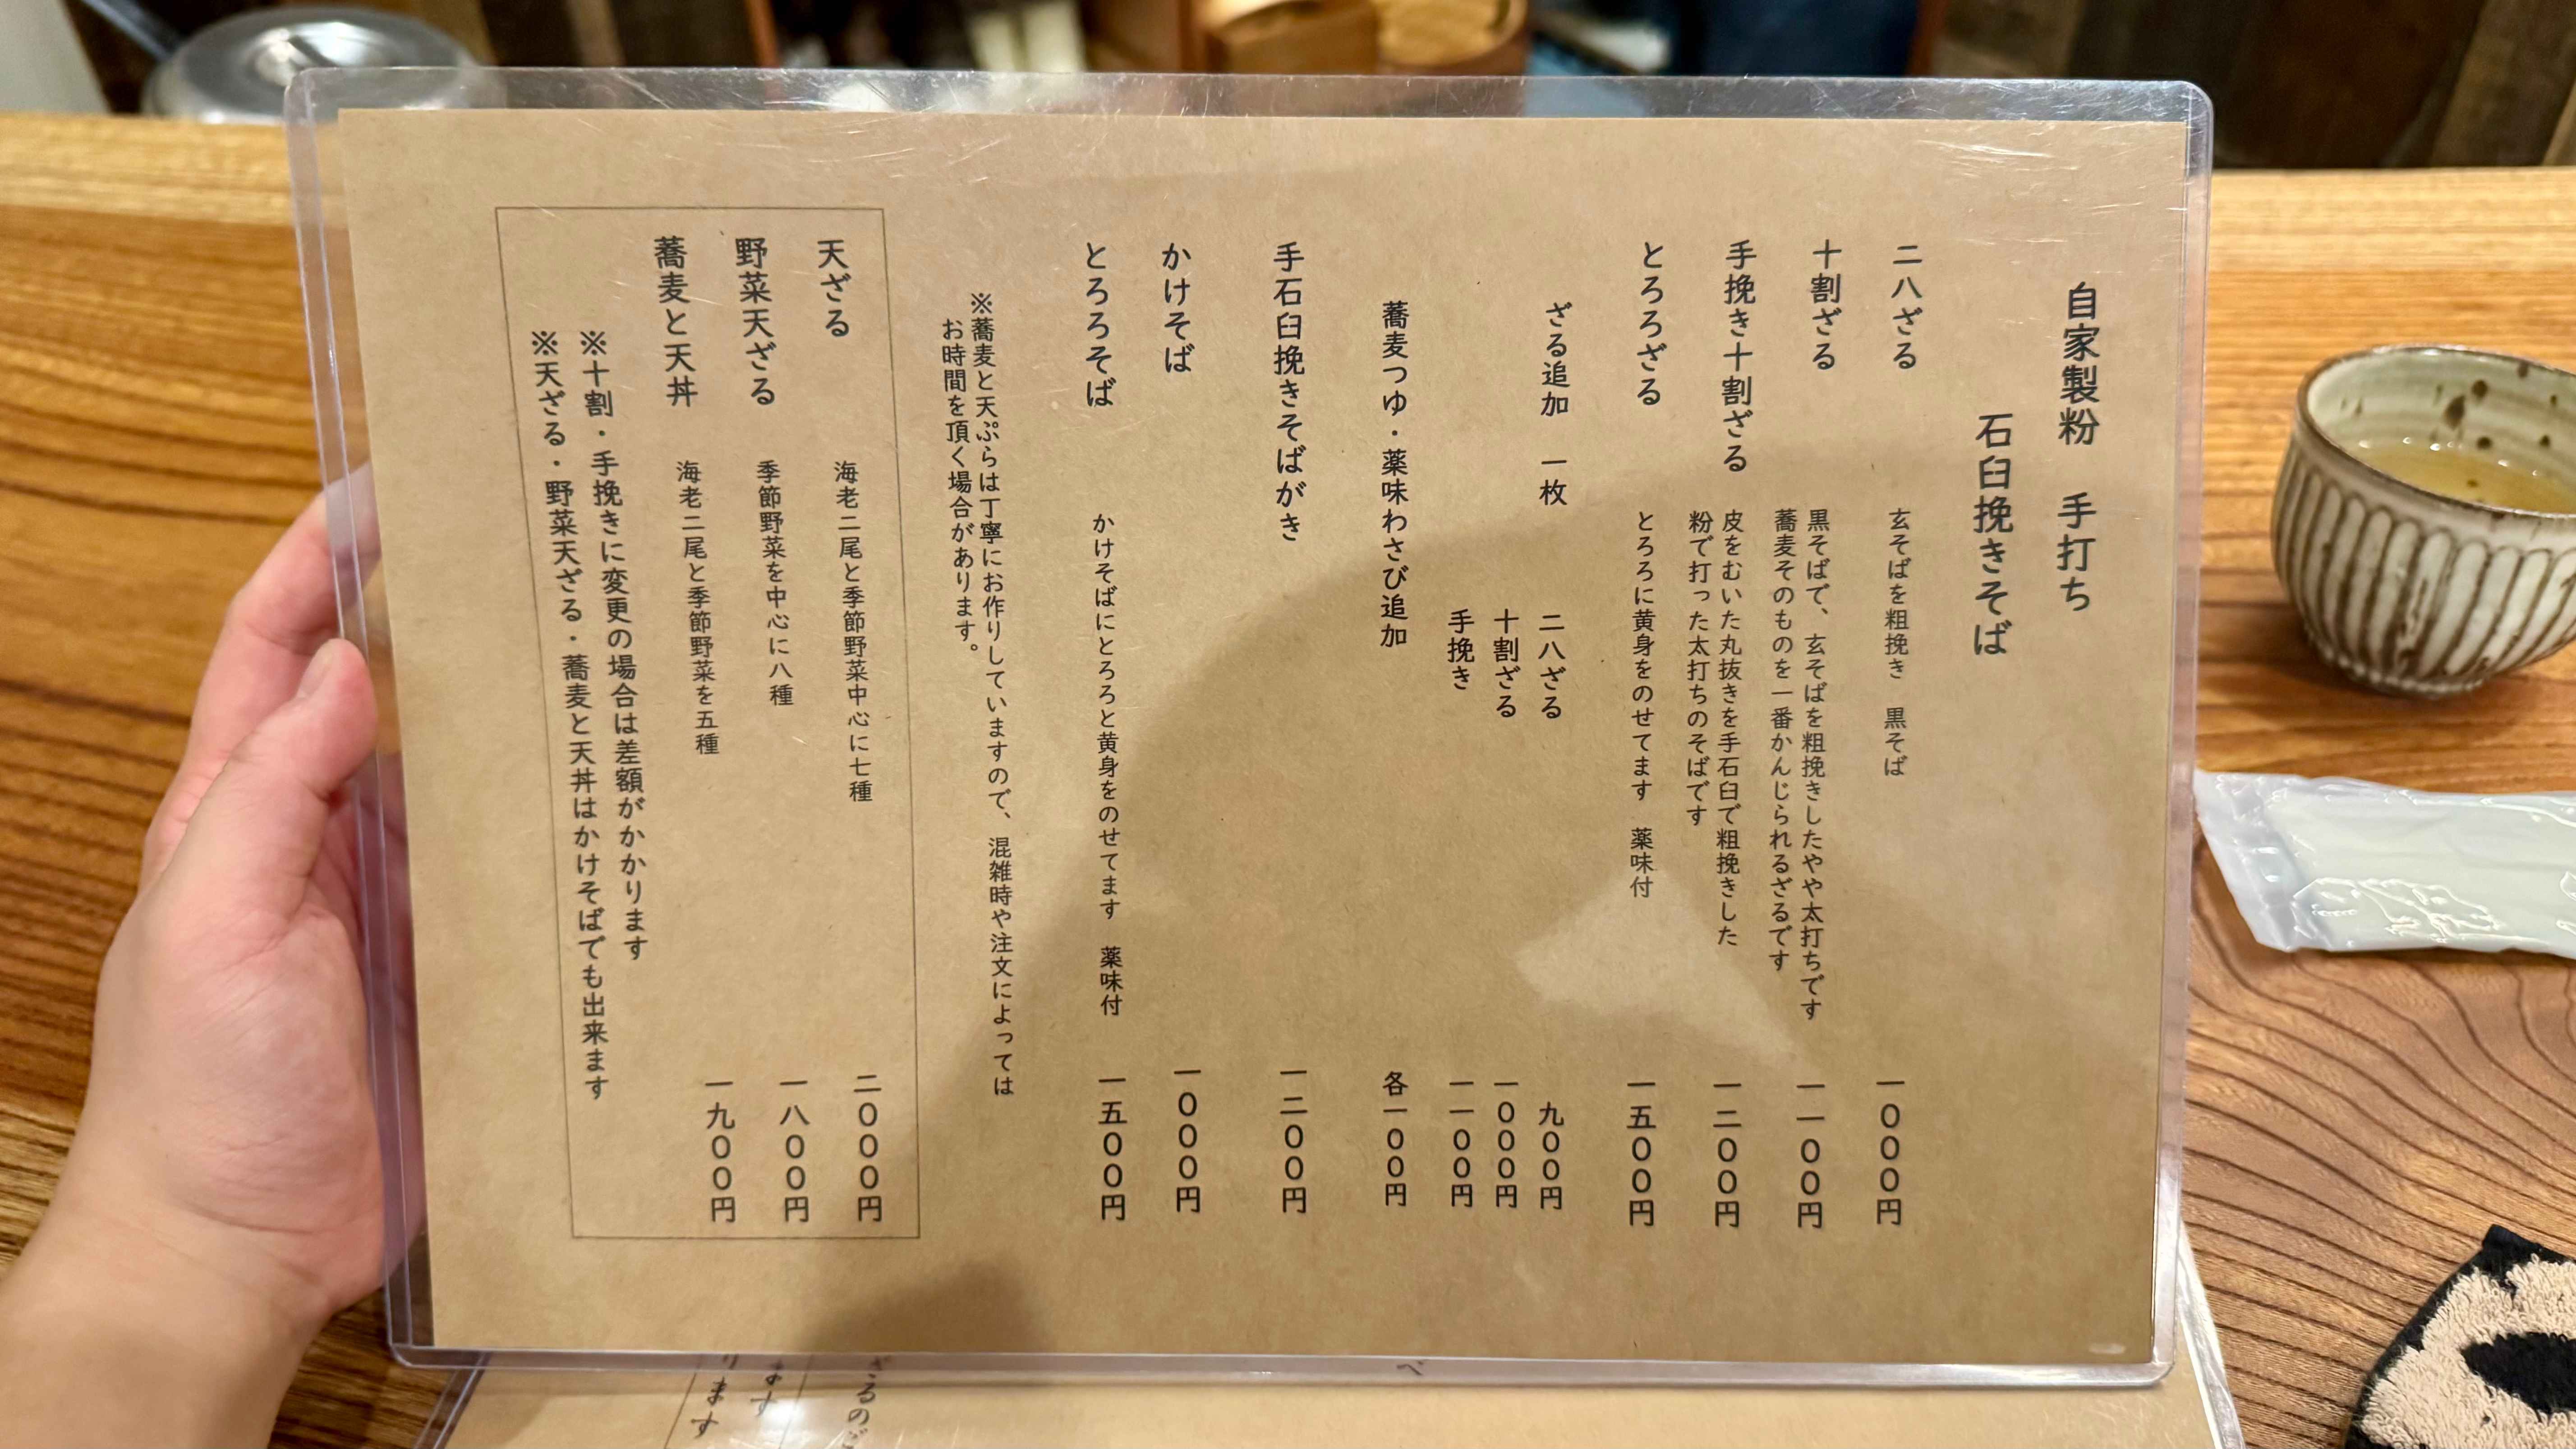 自家製粉 手打ち
石臼挽きそば
二八ざる 玄そばを粗挽き 黒そば 一〇〇〇円
十割ざる 黒そばで、玄そばを粗挽きしたやや太打ちです
蕎麦そのものを一番かんじられるざるです 一一〇〇円
手挽き十割ざる 皮をむいた丸抜きを手石臼で粗挽きした
粉で打った太打ちのそばです 一二〇〇円
とろろざる とろろに黄身をのせてます 薬味付 一五〇〇円
ざる追加 一枚 二八ざる 九〇〇円
十割ざる 一〇〇〇円
手挽き 一一〇〇円
蕎麦つゆ・薬味わさび追加 各一〇〇円
手石臼挽きそばがき 一二〇〇円
かけそば 一〇〇〇円
とろろそば かけそばにとろろと黄身をのせてます 薬味付 一五〇〇円
※蕎麦と天ぷらは丁寧にお作りしていますので、混雑時や注文によっては
お時間を頂く場合があります。
天ざる 海老二尾と季節野菜中心に七種 二〇〇〇円
野菜天ざる 季節野菜を中心に八種 一八〇〇円
蕎麦と天丼 海老二尾と季節野菜を五種 一九〇〇円
※十割・手挽きに変更の場合は差額がかかります
※天ざる・野菜天ざる・蕎麦と天丼はかけそばでも出来ます
ざるのご
ます
ります